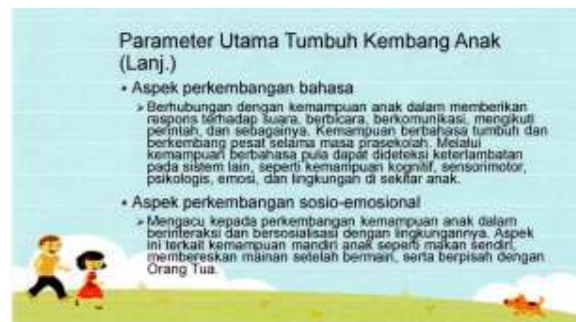 Parameter Utama Tumbuh Kembang Anak
(Lanj.)
• Aspek perkembangan bahasa
➢ Berhubungan dengan kemampuan anak dalam memberikan
respons terhadap suara, berbicara, berkomunikasi, mengikuti
perintah, dan sebagainya. Kemampuan berbahasa tumbuh dan
berkembang pesat selama masa prasekolah. Melalui
kemampuan berbahasa pula dapat dideteksi keterlambatan
pada sistem lain, seperti kemampuan kognitif, sensorimotor,
psikologis, emosi, dan lingkungan di sekitar anak.
• Aspek perkembangan sosio-emosional
➢ Mengacu kepada perkembangan kemampuan anak dalam
berinteraksi dan bersosialisasi dengan lingkungannya. Aspek
ini terkait kemampuan mandiri anak seperti makan sendiri,
membereskan mainan setelah bermain, serta berpisah dengan
Orang Tua.